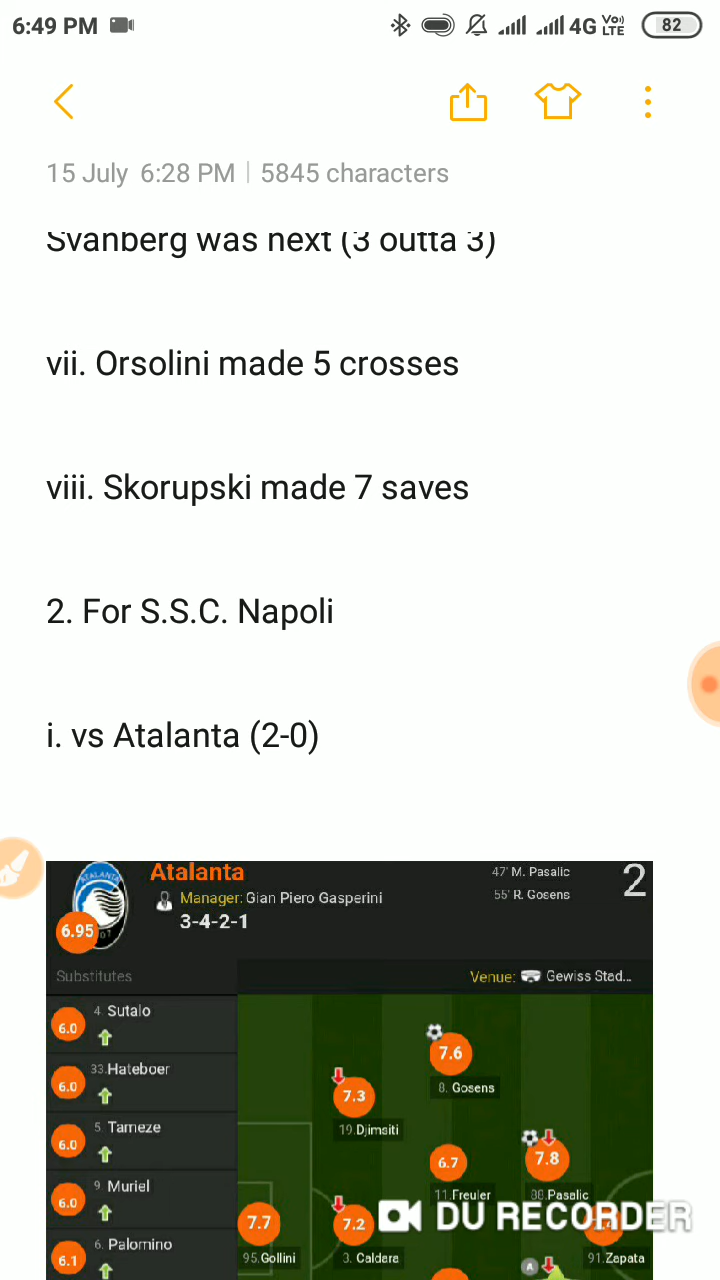 6:49 PM
4G Vo)) LTE
82
15 July 6:28 PM | 5845 characters
Svanberg was next (3 outta 3)
vii. Orsolini made 5 crosses
viii. Skorupski made 7 saves
2. For S.S.C. Napoli
i. vs Atalanta (2-0)
ATALANTA
6.95
Atalanta
Manager: Gian Piero Gasperini
3-4-2-1
47' M. Pasalic
55' R. Gosens
2
Substitutes
Venue: Gewiss Stad...
6.0 4. Sutalo
6.0 33.Hateboer
6.0 5. Tameze
6.0 9. Muriel
6.1 6. Palomino
7.6
8. Gosens
7.3
19.Djimsiti
6.7
11.Freuler
7.8
88.Pasalic
7.7
95.Gollini
7.2
3. Caldara
91.Zapata
A
DU RECORDER